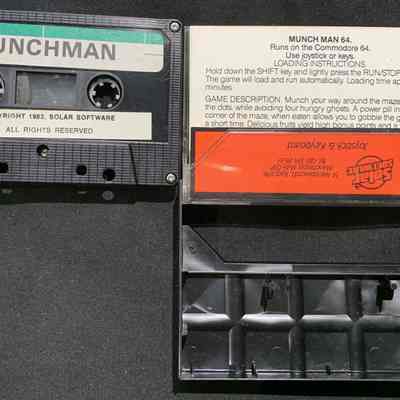 UNCHMAN
YRIGHT 1983, SOLAR SOFTWARE
ALL RIGHTS RESERVED
MUNCH MAN 64.
Runs on the Commodore 64.
Use joystick or keys.
LOADING INSTRUCTIONS.
Hold down the SHIFT key and lightly press the RUN/STOP
The game will load and run automatically. Loading time ap
minutes.
GAME DESCRIPTION. Munch your way around the maze
the dots, while avoiding four hungry ghosts. A power pill in
corner of the maze, when eaten allows you to gobble the g
a short time. Delicious fruits yield high bonus points and a
Joystick & Keyboard